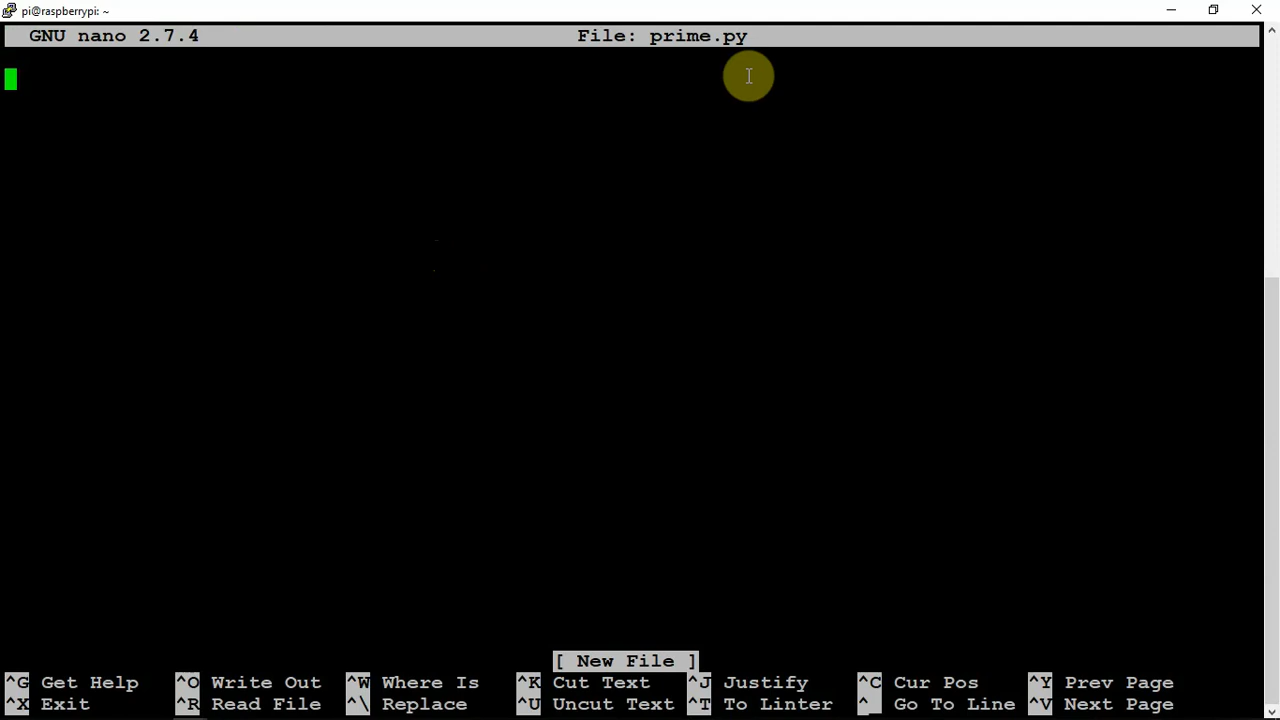 pi@raspberrypi: ~
GNU nano 2.7.4 File: prime.py
[ New File ]
^G Get Help ^O Write Out ^W Where Is ^K Cut Text ^J Justify ^C Cur Pos ^Y Prev Page
^X Exit ^R Read File ^\ Replace ^U Uncut Text ^T To Linter ^_ Go To Line ^V Next Page